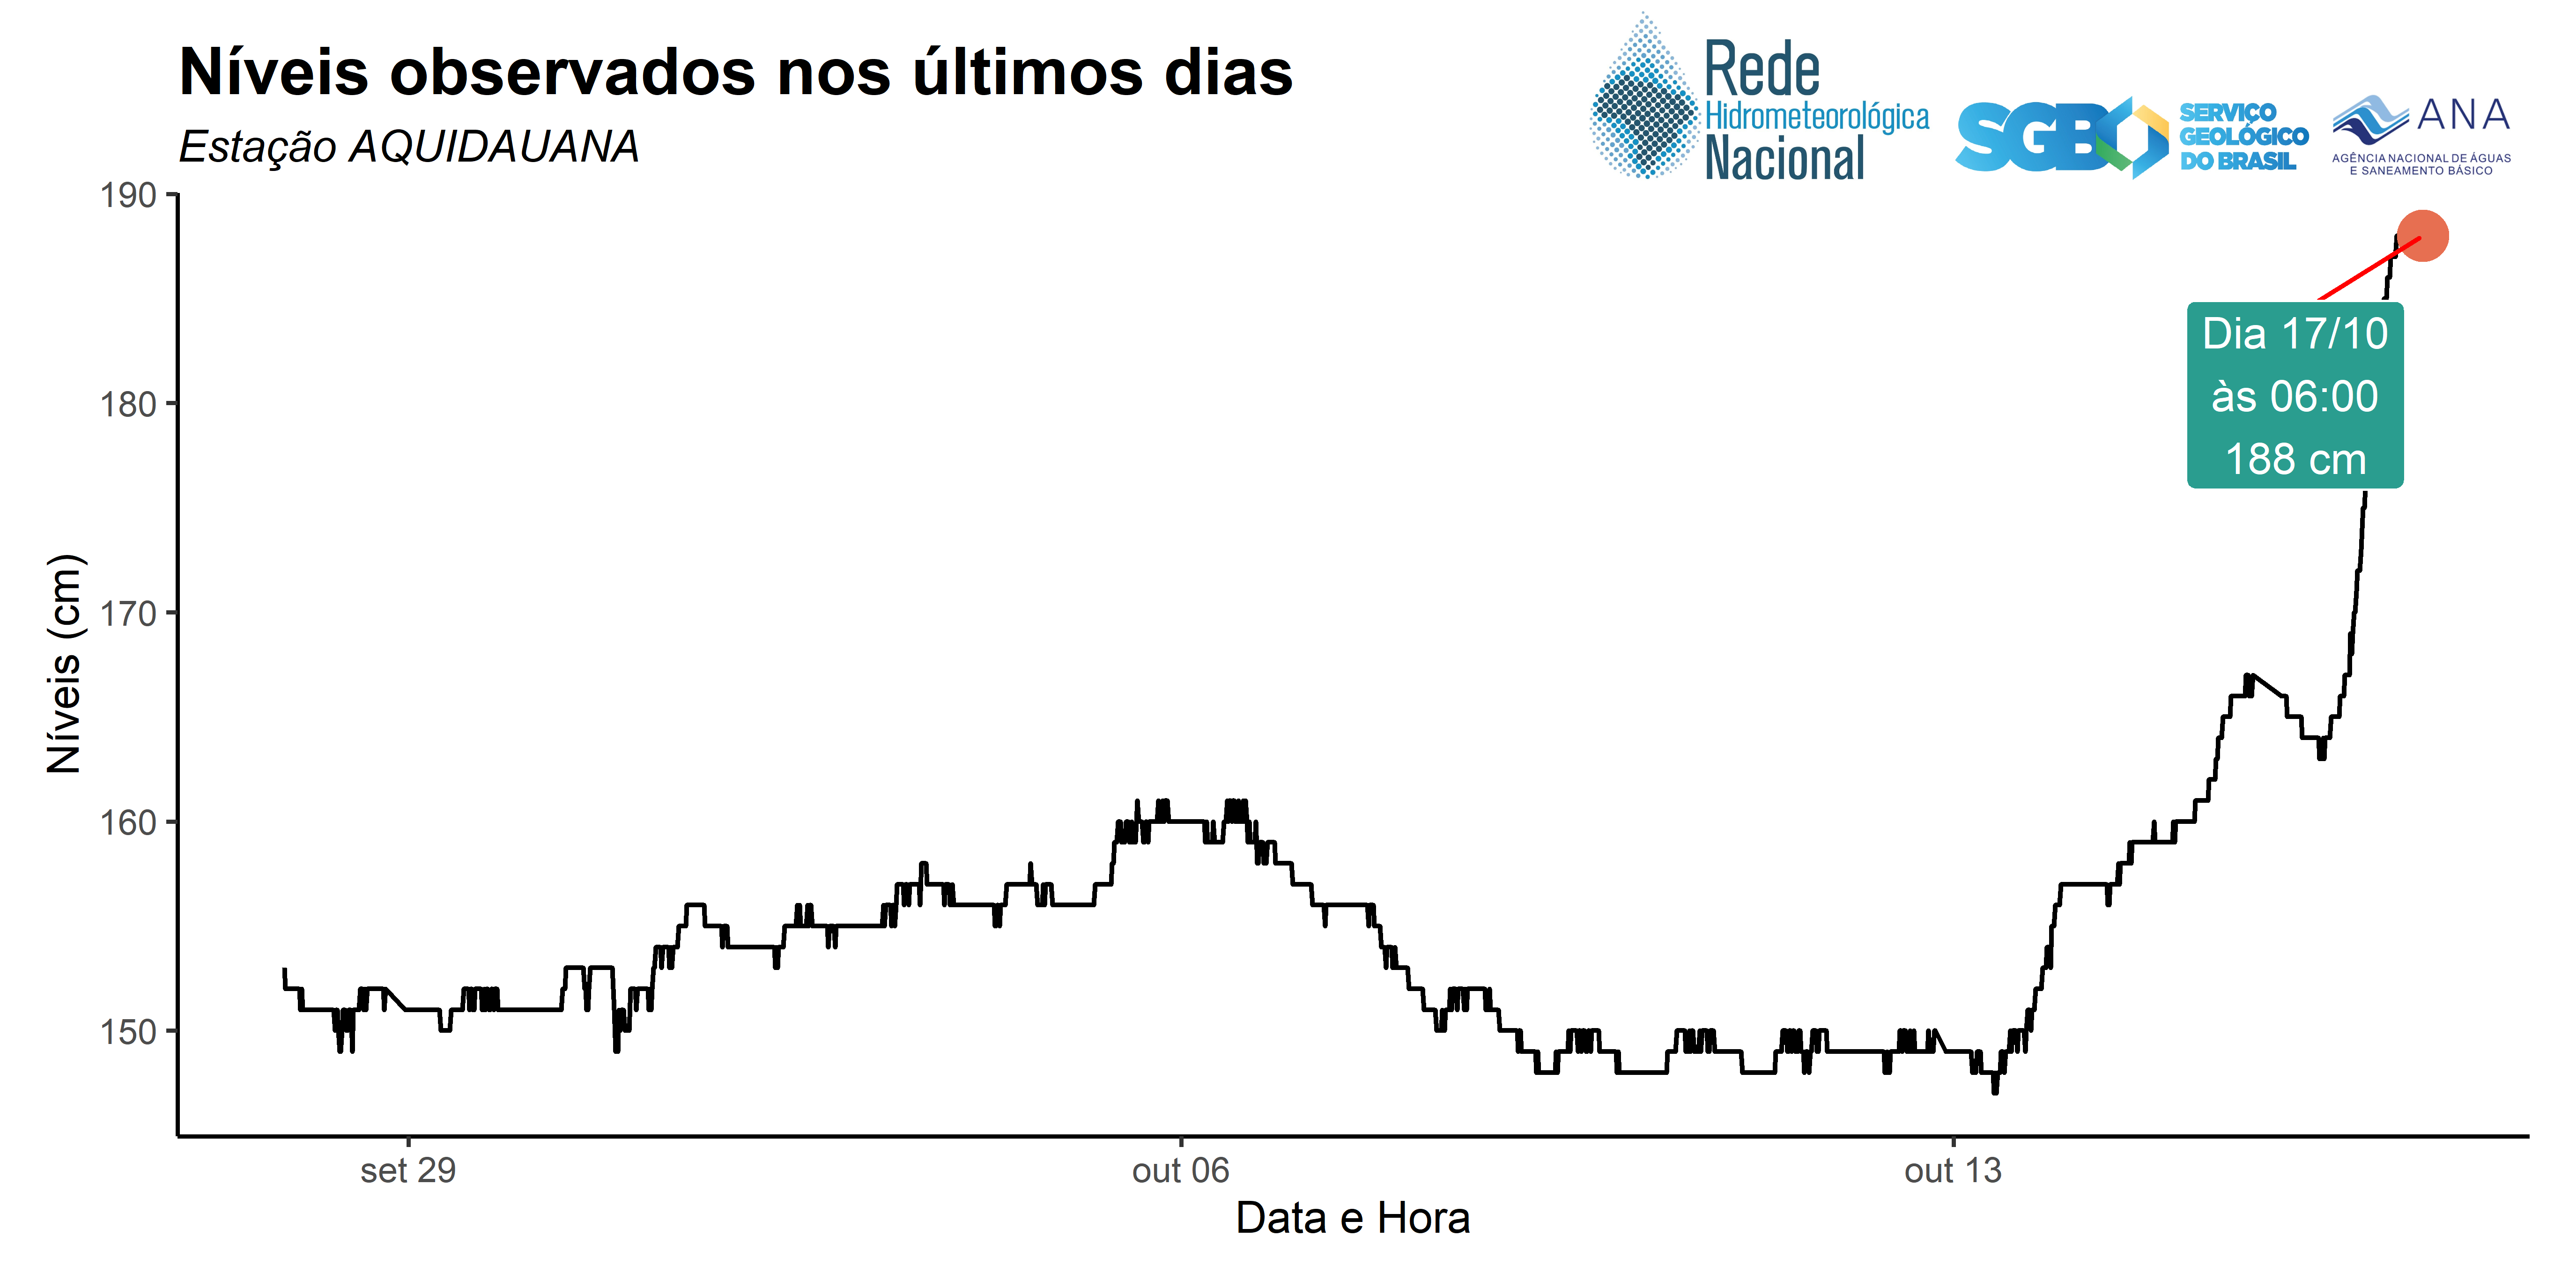 Níveis observados nos últimos dias
Estação AQUIDAUANA
Rede
Hidrometeorológica
Nacional
SGB
SERVIÇO
GEOLÓGICO
DO BRASIL
ANA
AGÊNCIA NACIONAL DE ÁGUAS
E SANEAMENTO BÁSICO
190
180
170
160
150
Níveis (cm)
Dia 17/10
às 06:00
188 cm
set 29
out 06
out 13
Data e Hora